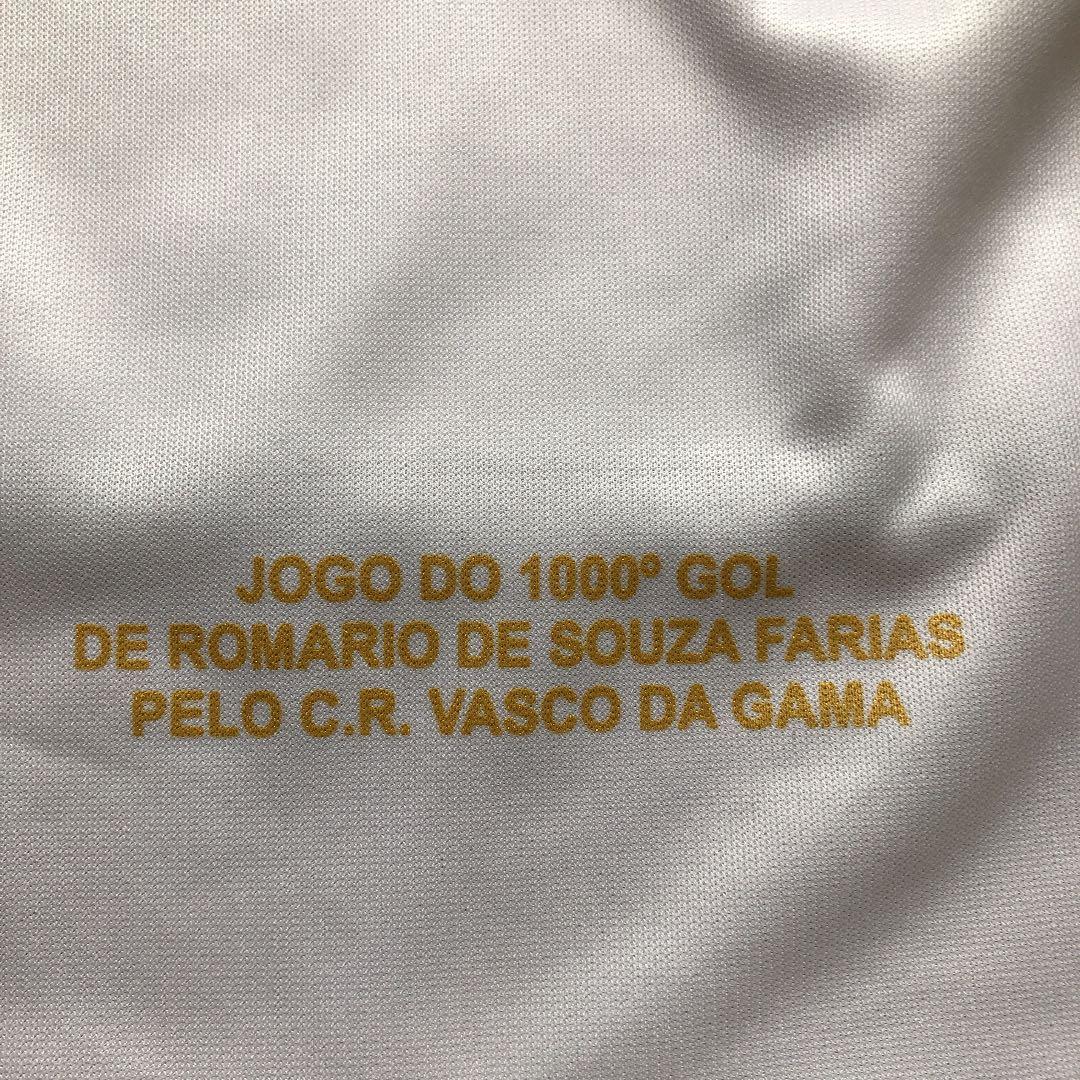 JOGO DO 1000º GOL
DE ROMARIO DE SOUZA FARIAS
PELO C.R. VASCO DA GAMA